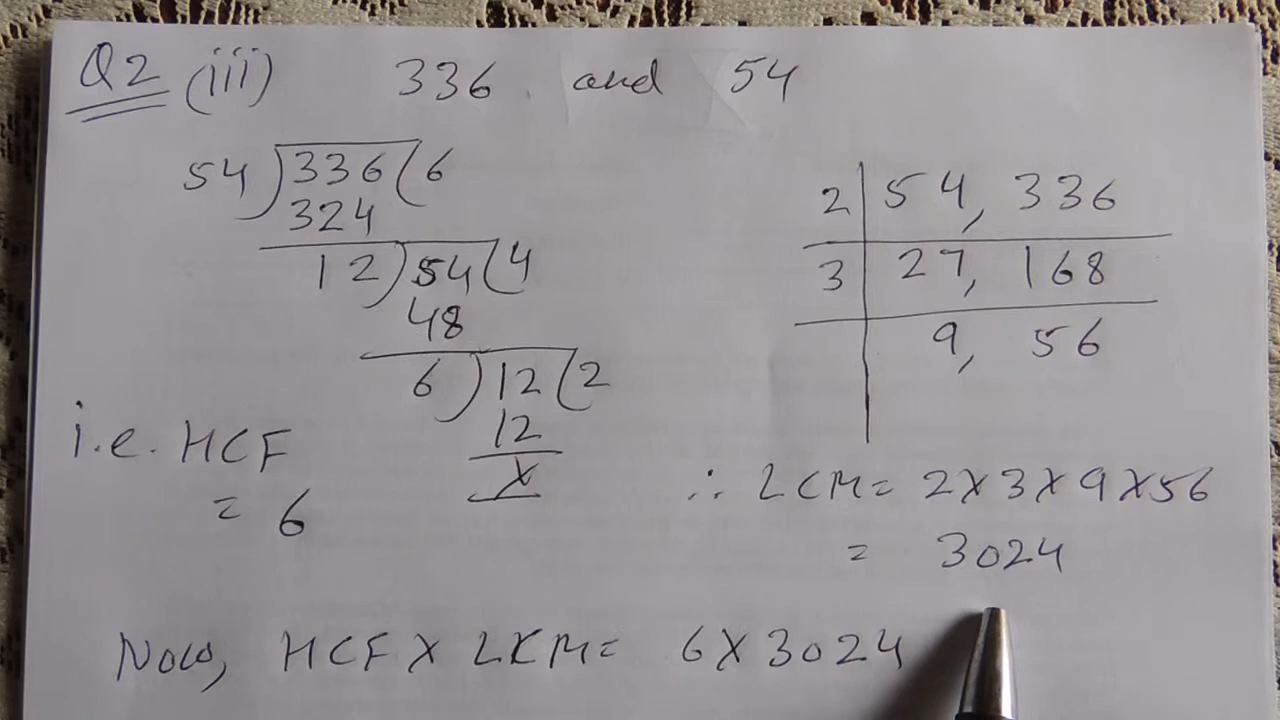 Q2 (iii) 336 and 54
54)336(6
324
12)54(4
48
6)12(2
12
x
i.e. HCF
= 6
2|54, 336
3|27, 168
9, 56
∴ LCM = 2×3×9×56
= 3024
Now, HCF × LCM = 6×3024